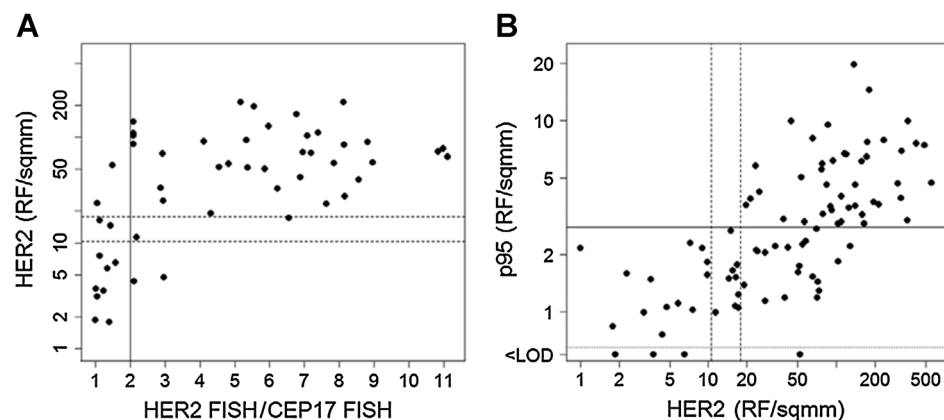 A
HER2 (RF/sqmm)
200
50
10
5
2
1
1 2 3 4 5 6 7 8 9 10 11
HER2 FISH/CEP17 FISH
B
p95 (RF/sqmm)
20
10
5
2
1
<LOD
1 2 5 10 20 50 200 500
HER2 (RF/sqmm)